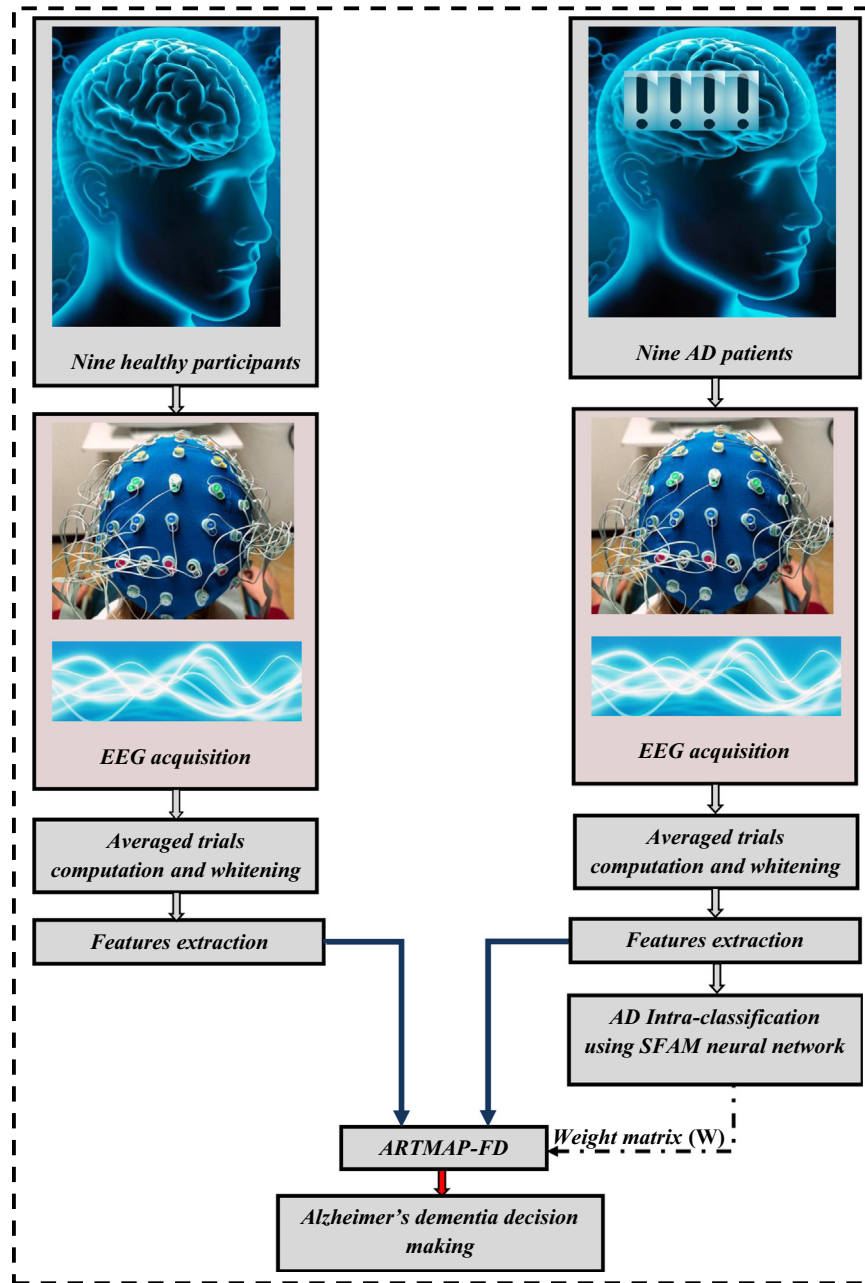 Nine healthy participants
EEG acquisition
Averaged trials
computation and whitening
Features extraction
! ! ! !
Nine AD patients
EEG acquisition
Averaged trials
computation and whitening
Features extraction
AD Intra-classification
using SFAM neural network
Weight matrix (W)
ARTMAP-FD
Alzheimer's dementia decision
making